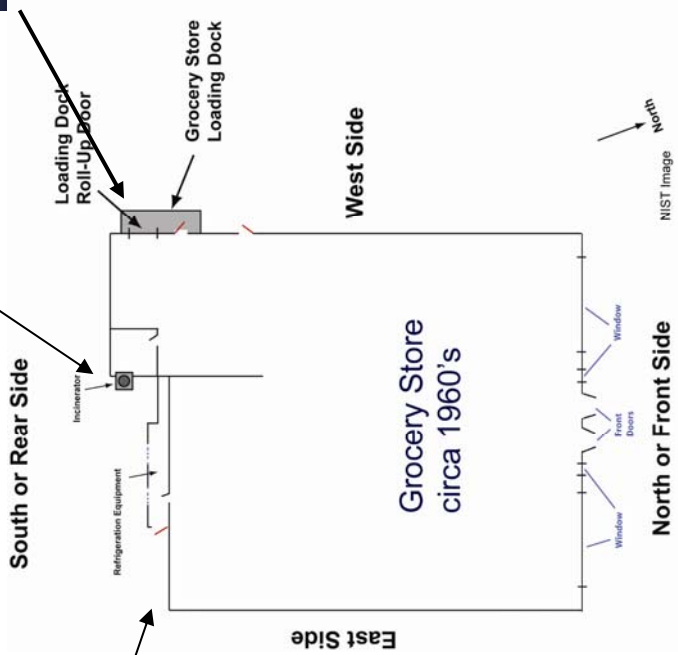 South or Rear Side
Incinerator
Refrigeration Equipment
Loading Dock
Roll-Up Door
Grocery Store
Loading Dock
West Side
East Side
Grocery Store
circa 1960's
Window
Front
Doors
Window
North or Front Side
North
NIST Image